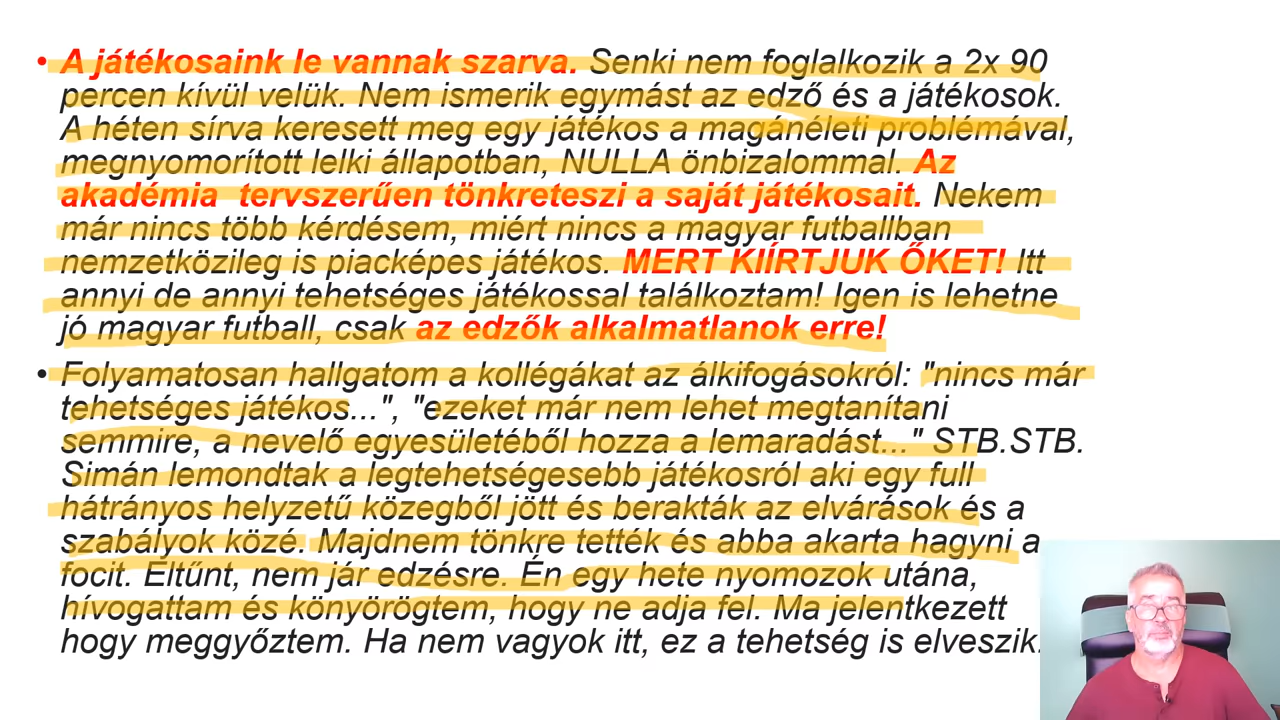 • A játékosaink le vannak szarva. Senki nem foglalkozik a 2x 90
percen kívül velük. Nem ismerik egymást az edző és a játékosok.
A héten sírva keresett meg egy játékos a magánéleti problémával,
megnyomorított lelki állapotban, NULLA önbizalommal. Az
akadémia tervszerűen tönkreteszi a saját játékosait. Nekem
már nincs több kérdésem, miért nincs a magyar futballban
nemzetközileg is piacképes játékos. MERT KIÍRTJUK ŐKET! Itt
annyi de annyi tehetséges játékossal találkoztam! Igen is lehetne
jó magyar futball, csak az edzők alkalmatlanok erre!
• Folyamatosan hallgatom a kollégákat az álkifogásokról: "nincs már
tehetséges játékos...", "ezeket már nem lehet megtanítani
semmire, a nevelő egyesületéből hozza a lemaradást..." STB.STB.
Simán lemondtak a legtehetségesebb játékosról aki egy full
hátrányos helyzetű közegből jött és berakták az elvárások és a
szabályok közé. Majdnem tönkre tették és abba akarta hagyni a
focit. Eltűnt, nem jár edzésre. Én egy hete nyomozok utána,
hívogattam és könyörögtem, hogy ne adja fel. Ma jelentkezett
hogy meggyőztem. Ha nem vagyok itt, ez a tehetség is elveszik.